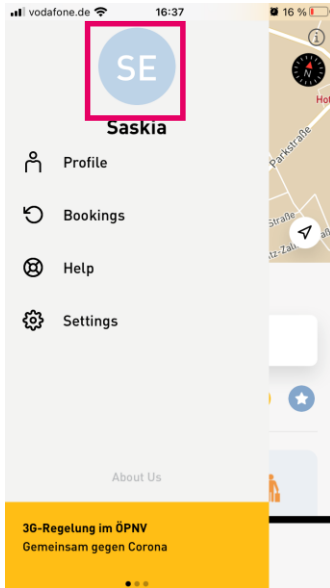 vodafone.de 16:37 16 %
SE
Saskia
Profile
Bookings
Help
Settings
About Us
3G-Regelung im ÖPNV
Gemeinsam gegen Corona
N
Parkstraße